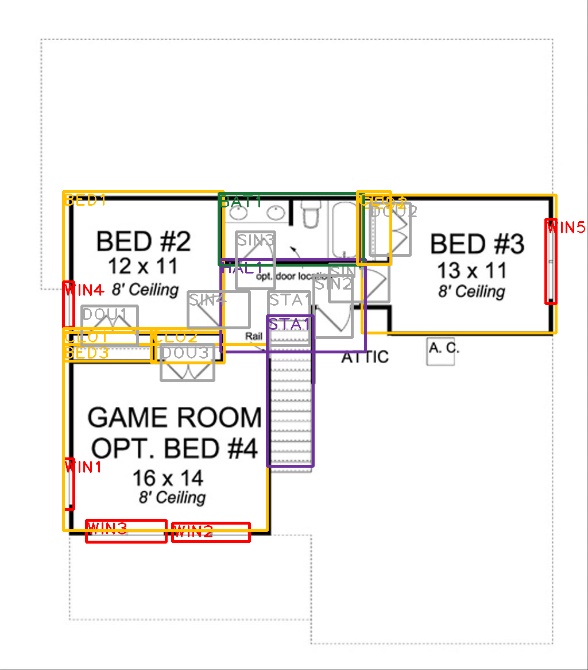 BED1
BAT1
DOU2
WIN5
BED #2
12 x 11
8' Ceiling
SIN3
HAL1
opt. door location
BED #3
13 x 11
8' Ceiling
SIN2
WIN4
SIN4
STA1
DOU1
STA1
CLO1
CLO2
Rail
BED3
DOU3
ATTIC
A. C.
GAME ROOM
OPT. BED #4
16 x 14
8' Ceiling
WIN1
WIN3
WIN2